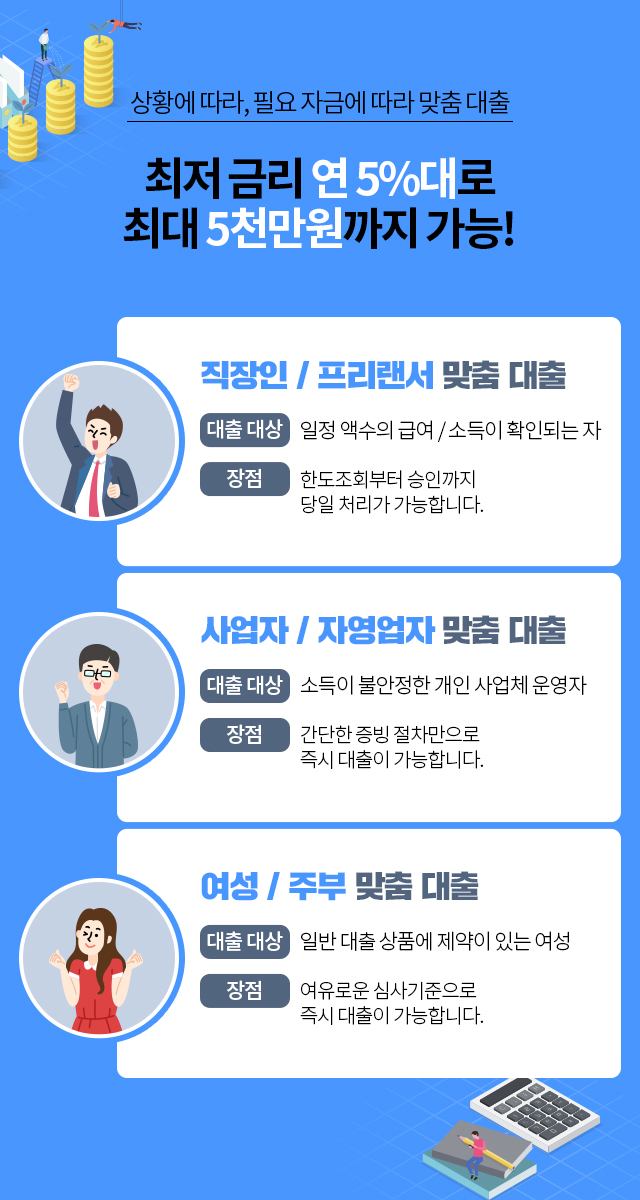 상황에 따라, 필요 자금에 따라 맞춤 대출
최저 금리 연 5%대로
최대 5천만원까지 가능!
직장인 / 프리랜서 맞춤 대출
대출 대상 일정 액수의 급여 / 소득이 확인되는 자
장점 한도조회부터 승인까지
당일 처리가 가능합니다.
사업자 / 자영업자 맞춤 대출
대출 대상 소득이 불안정한 개인 사업체 운영자
장점 간단한 증빙 절차만으로
즉시 대출이 가능합니다.
여성 / 주부 맞춤 대출
대출 대상 일반 대출 상품에 제약이 있는 여성
장점 여유로운 심사기준으로
즉시 대출이 가능합니다.